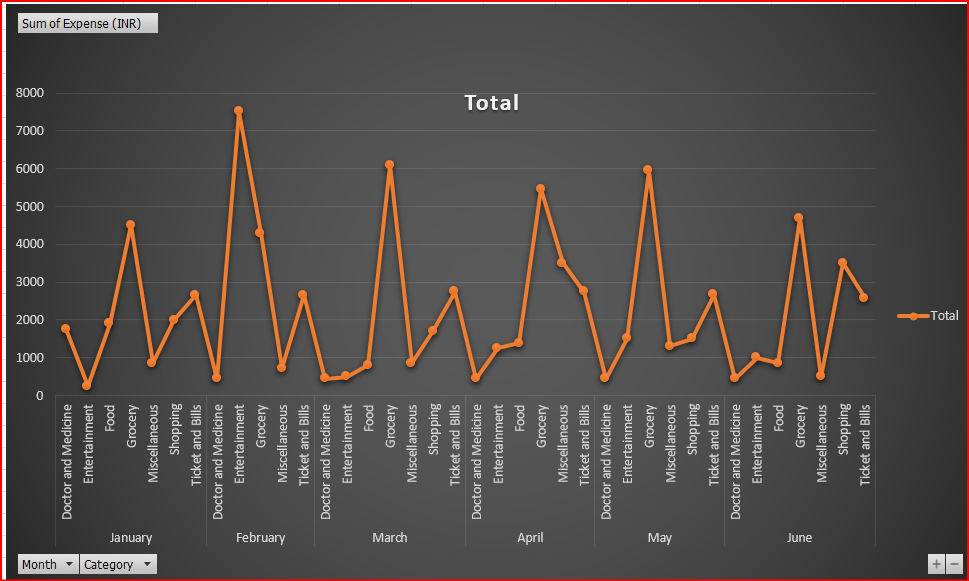 Sum of Expense (INR)
Total
8000
7000
6000
5000
4000
3000
2000
1000
0
Total
Doctor and Medicine
Entertainment
Food
Grocery
Miscellaneous
Shopping
Ticket and Bills
Doctor and Medicine
Entertainment
Grocery
Miscellaneous
Ticket and Bills
Doctor and Medicine
Entertainment
Food
Grocery
Miscellaneous
Shopping
Ticket and Bills
Doctor and Medicine
Entertainment
Food
Grocery
Miscellaneous
Ticket and Bills
Doctor and Medicine
Entertainment
Grocery
Miscellaneous
Shopping
Ticket and Bills
Doctor and Medicine
Entertainment
Food
Grocery
Miscellaneous
Shopping
Ticket and Bills
January
February
March
April
May
June
Month
Category
+
−